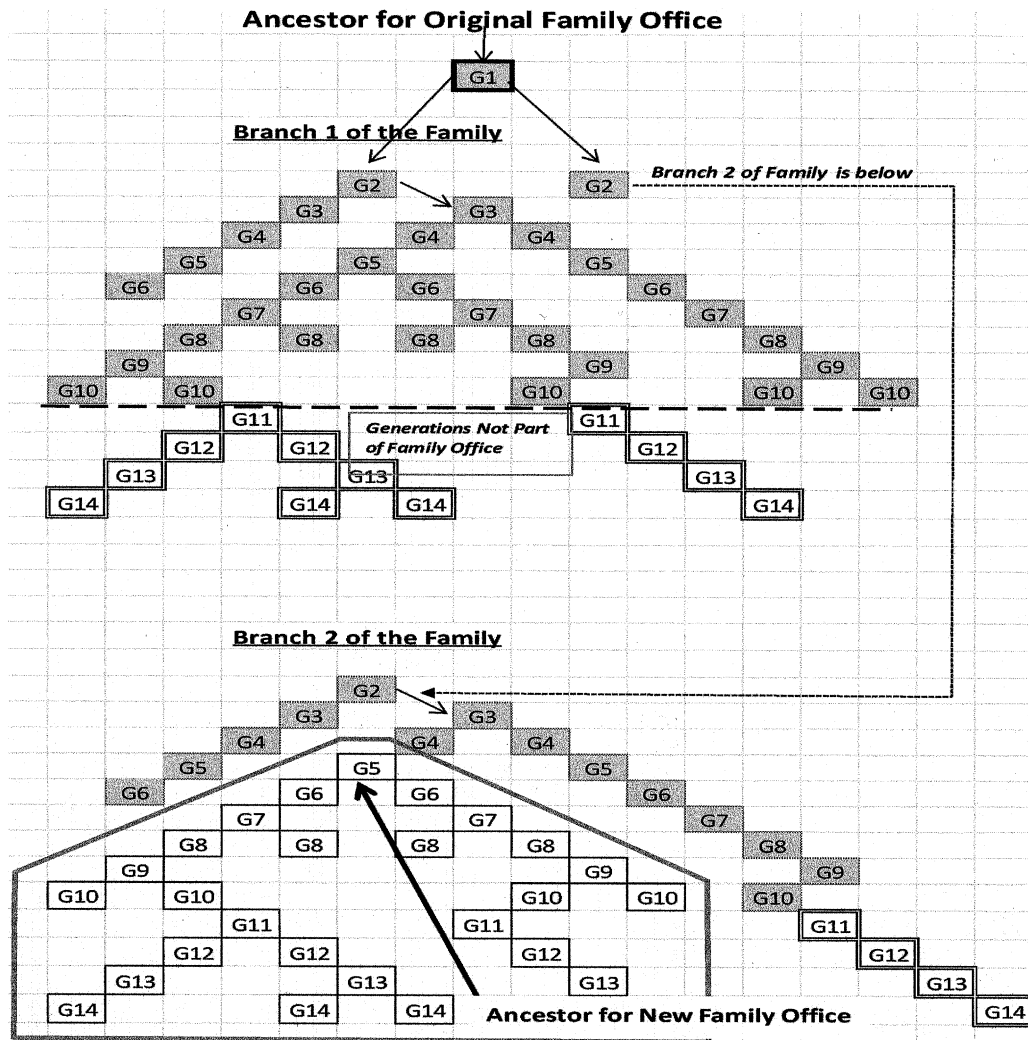 Ancestor for Original Family Office
G1
Branch 1 of the Family
G2 G2 Branch 2 of Family is below
G3 G3
G4 G4 G4
G5 G5 G5
G6 G6 G6 G6
G7 G7 G7
G8 G8 G8 G8 G8
G9 G9 G9
G10 G10 G10 G10 G10
G11 Generations Not Part G11
G12 G12 of Family Office G12
G13 G13 G13
G14 G14 G14 G14
Branch 2 of the Family
G2
G3 G3
G4 G4 G4
G5 G5 G5
G6 G6 G6 G6
G7 G7 G7
G8 G8 G8 G8 G8
G9 G9 G9
G10 G10 G10 G10 G10
G11 G11 G11
G12 G12 G12 G12
G13 G13 G13 G13
G14 G14 G14 Ancestor for New Family Office G14